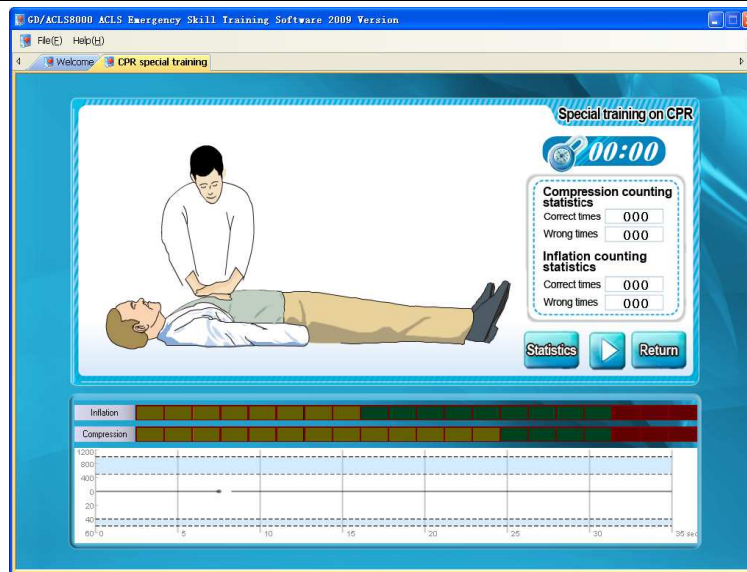 GD/ACLS8000 ACLS Emergency Skill Training Software 2009 Version
File(F) Help(H)
Welcome CPR special training
Special training on CPR
00:00
Compression counting
statistics
Correct times 000
Wrong times 000
Inflation counting
statistics
Correct times 000
Wrong times 000
Statistics Return
Inflation
Compression
1200
800
400
0
20
40
60 0 5 10 15 20 25 30 35 sec